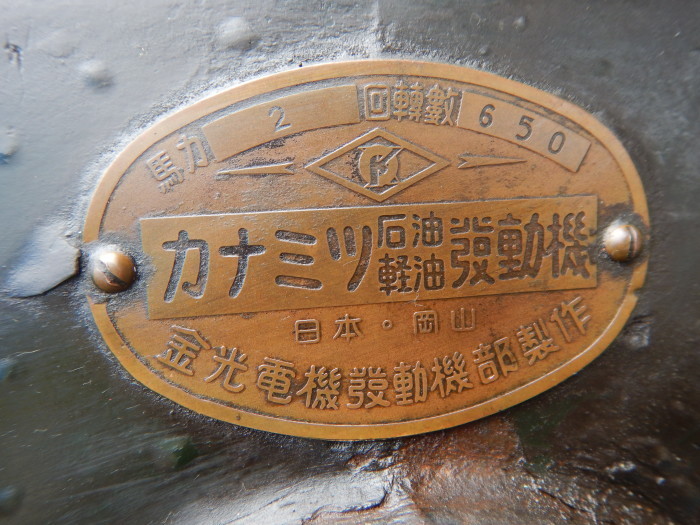 馬力 2 回轉數 650
カナミツ石油軽油發動機
日本・岡山
金光電機發動機部製作